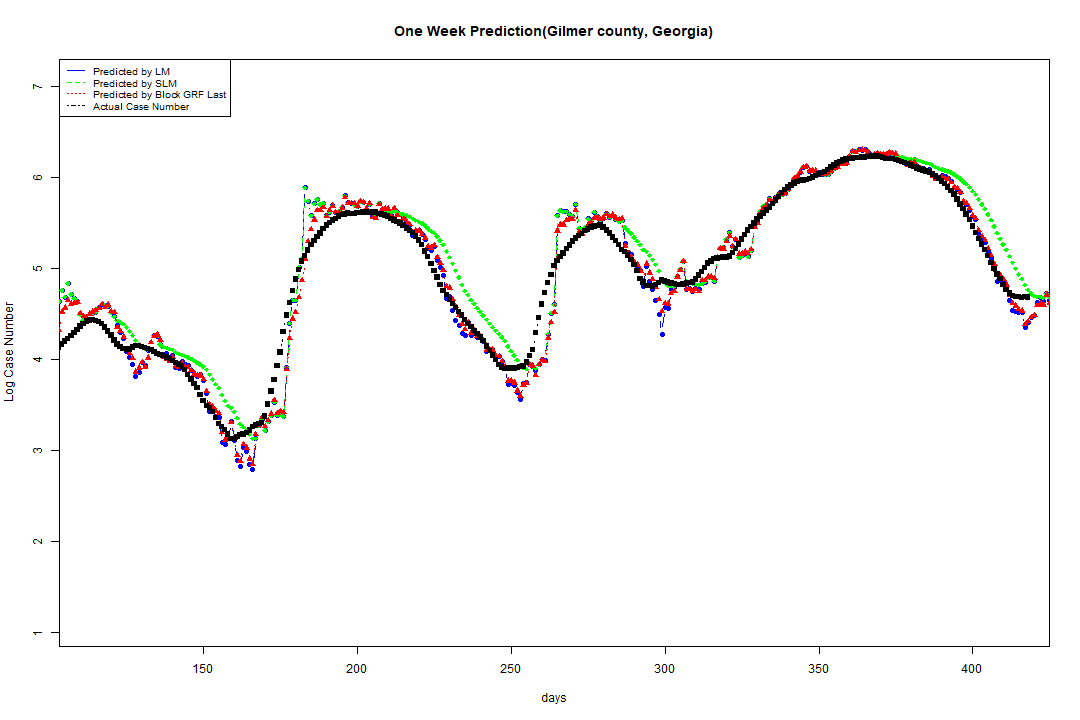 One Week Prediction(Gilmer county, Georgia)
Predicted by LM
Predicted by SLM
Predicted by Block GRF Last
Actual Case Number
Log Case Number
7
6
5
4
3
2
1
150 200 250 300 350 400
days